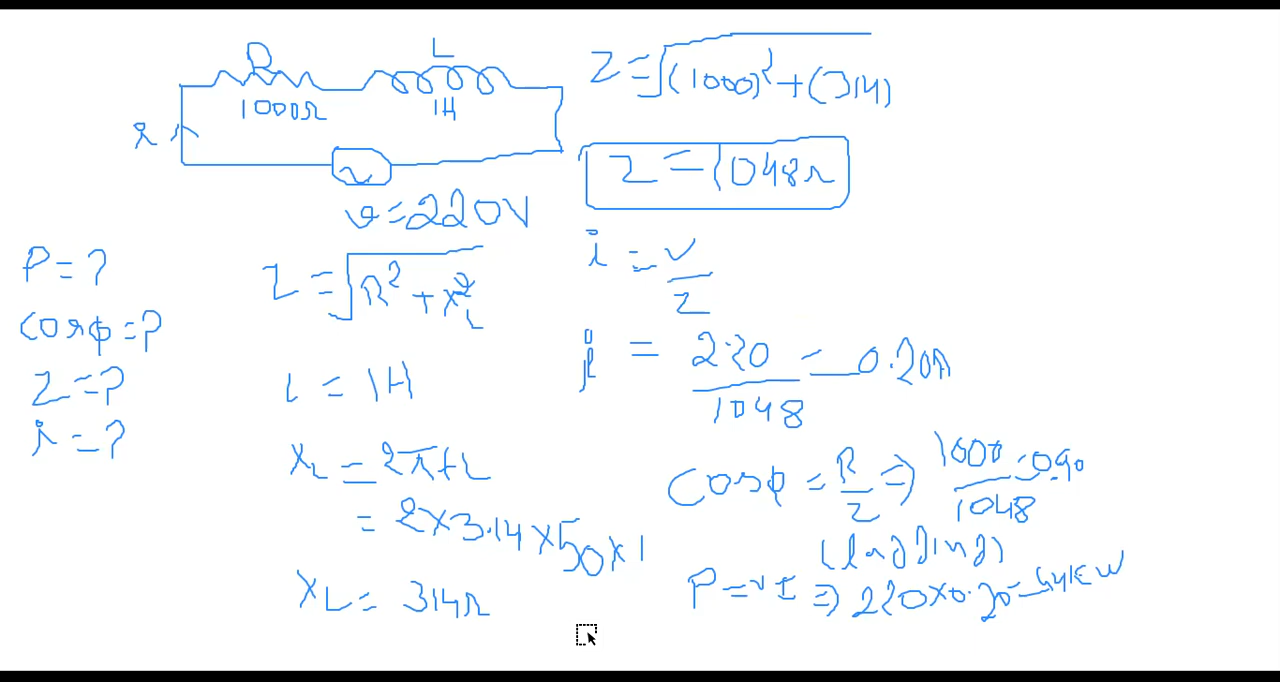 R
L
1000Ω
1H
i
v=220V
P=?
cosφ=?
Z=?
i=?
Z=√R²+X²L
L=1H
XL=2πfL
=2×3.14×50×1
XL=314Ω
Z=√(1000)²+(314)
Z=1048Ω
i=V/Z
i=220/1048=0.20A
Cosφ=R/Z⇒1000/1048=0.90
(lagging)
P=VI⇒220×0.20=44KW